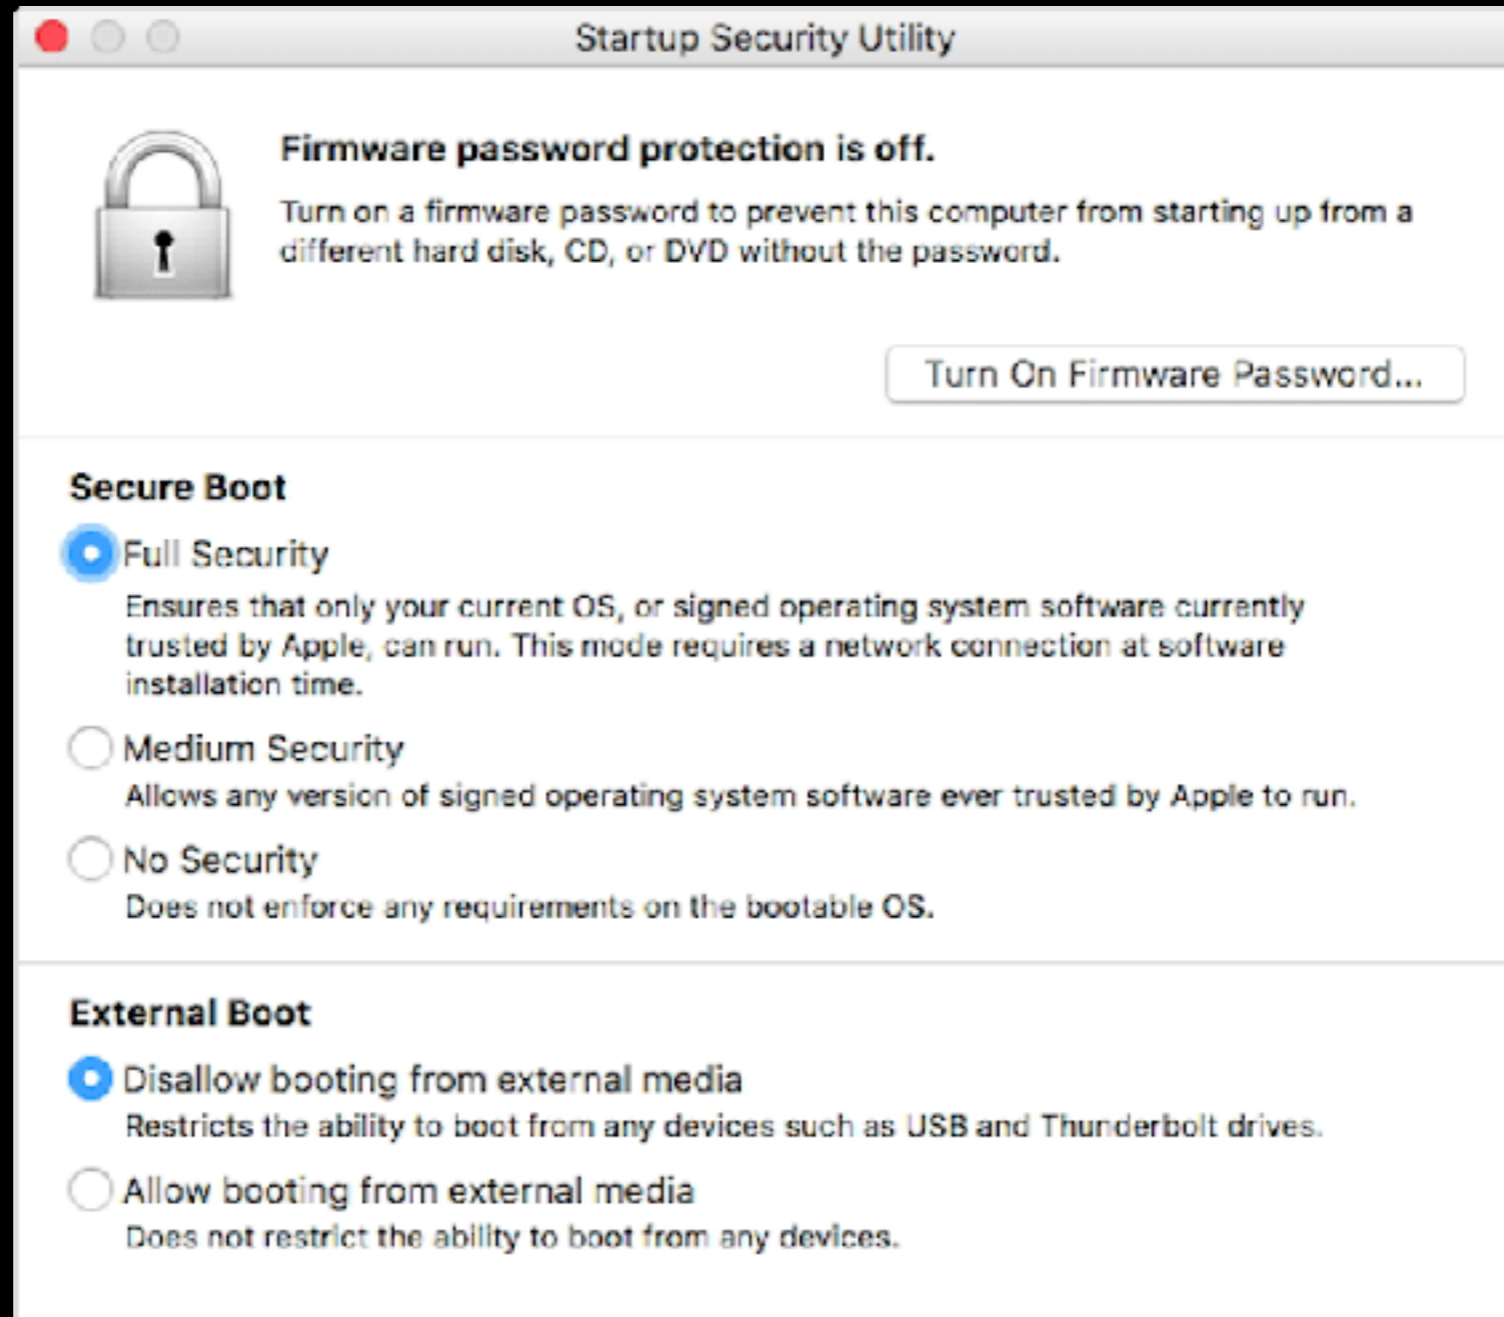 Startup Security Utility
Firmware password protection is off.
Turn on a firmware password to prevent this computer from starting up from a
different hard disk, CD, or DVD without the password.
Turn On Firmware Password...
Secure Boot
Full Security
Ensures that only your current OS, or signed operating system software currently
trusted by Apple, can run. This mode requires a network connection at software
installation time.
Medium Security
Allows any version of signed operating system software ever trusted by Apple to run.
No Security
Does not enforce any requirements on the bootable OS.
External Boot
Disallow booting from external media
Restricts the ability to boot from any devices such as USB and Thunderbolt drives.
Allow booting from external media
Does not restrict the ability to boot from any devices.